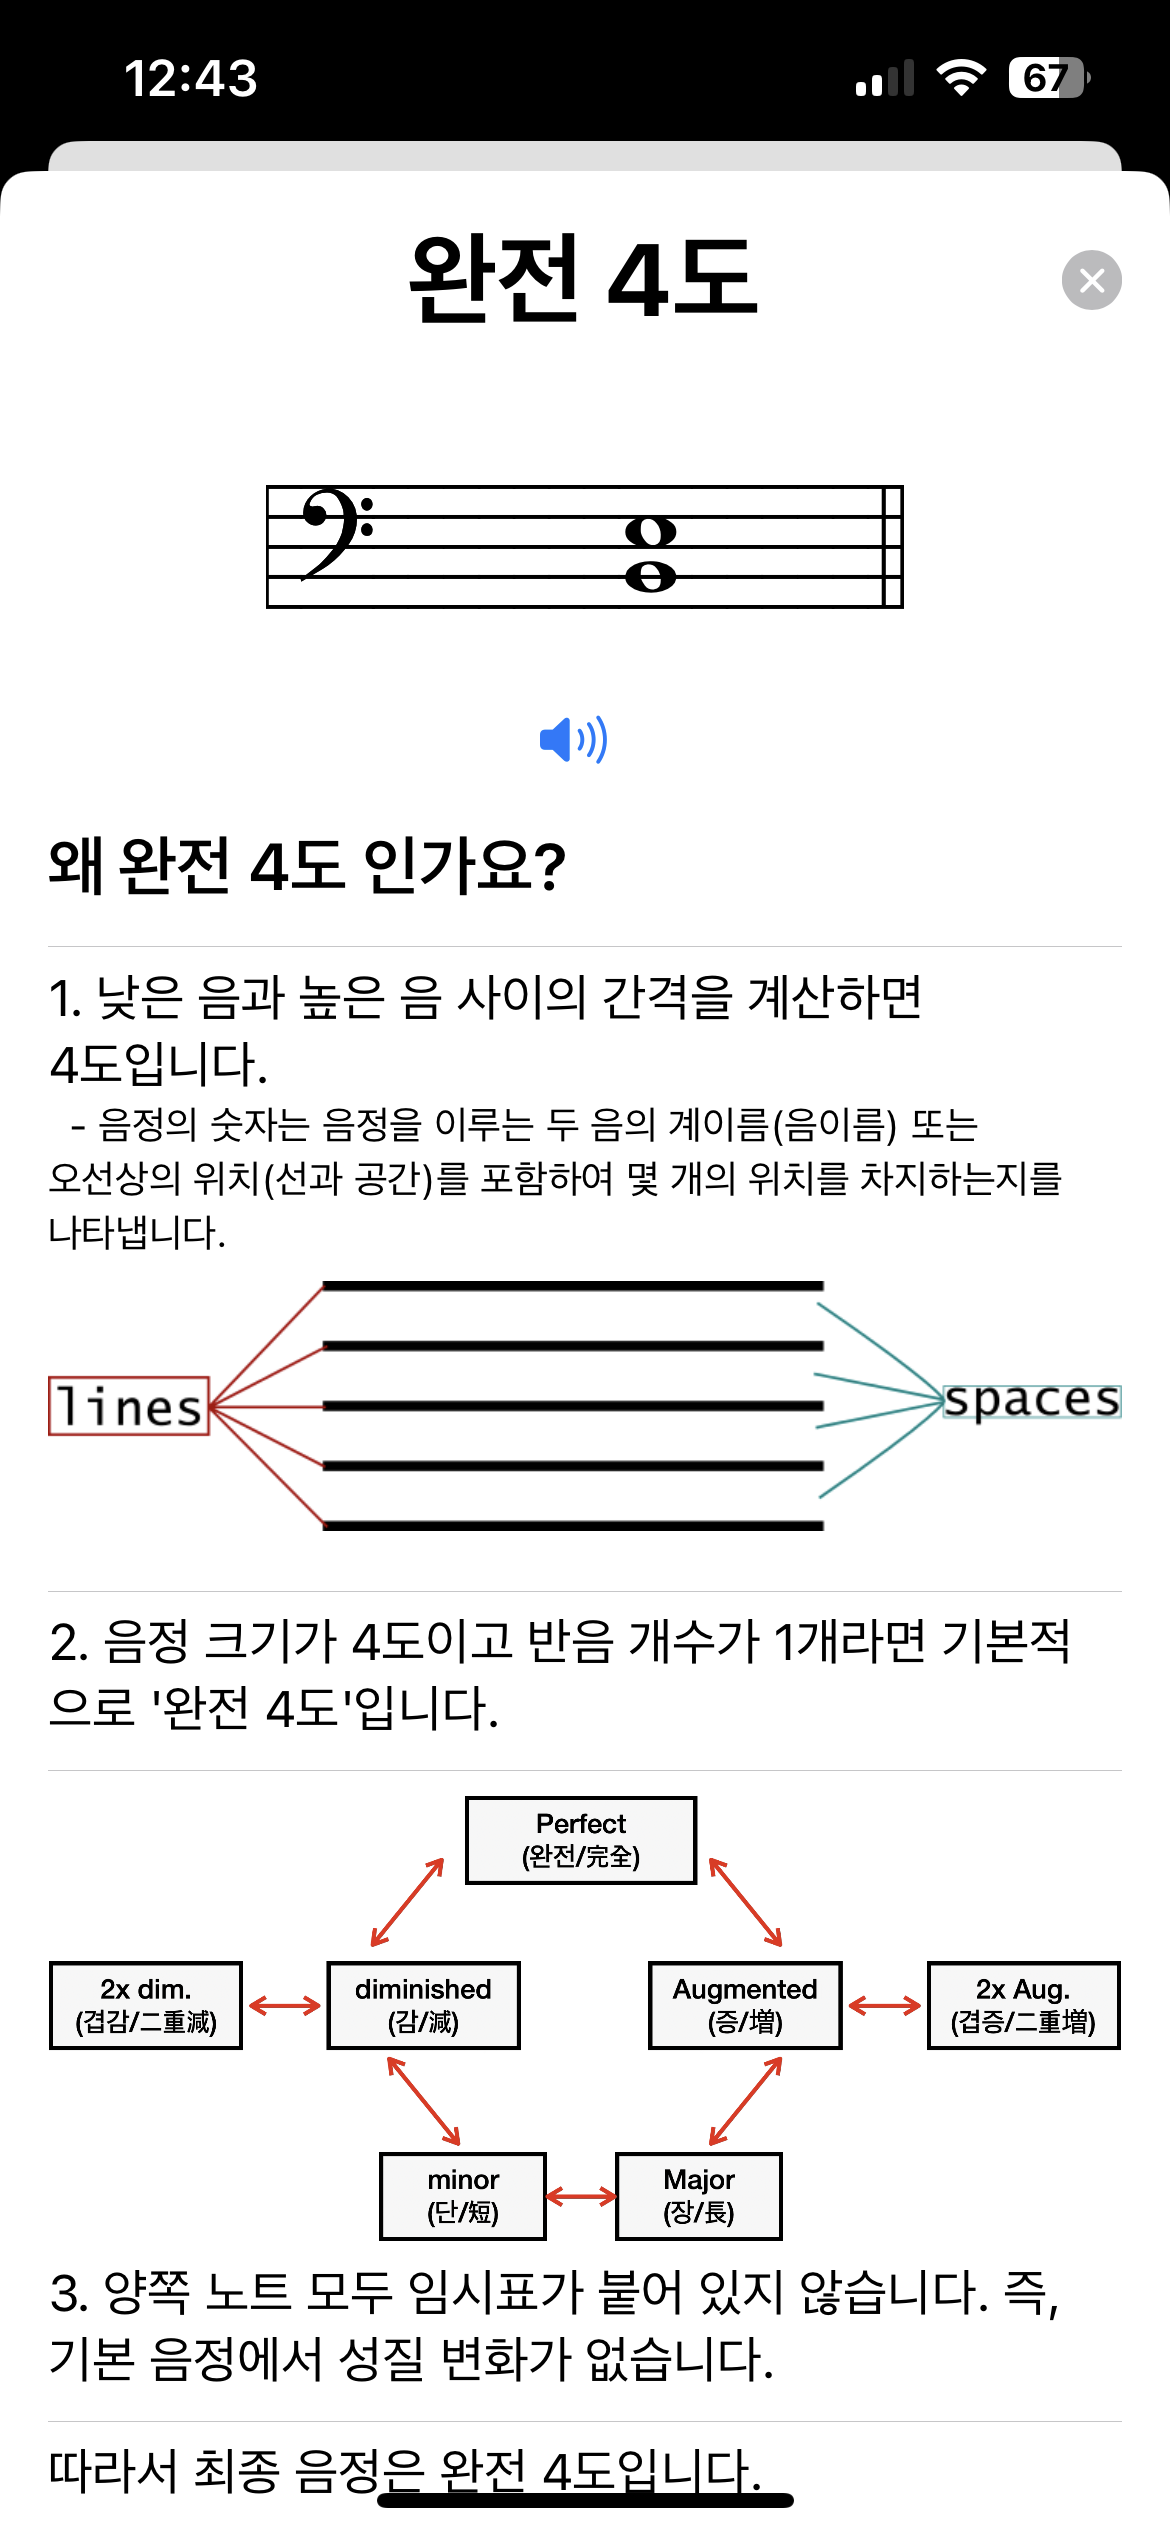 12:43
67
완전 4도
왜 완전 4도 인가요?
1. 낮은 음과 높은 음 사이의 간격을 계산하면
4도입니다.
- 음정의 숫자는 음정을 이루는 두 음의 계이름(음이름) 또는
오선상의 위치(선과 공간)를 포함하여 몇 개의 위치를 차지하는지를
나타냅니다.
lines
spaces
2. 음정 크기가 4도이고 반음 개수가 1개라면 기본적
으로 '완전 4도'입니다.
Perfect
(완전/完全)
2x dim.
(겹감/二重減)
diminished
(감/減)
Augmented
(증/増)
2x Aug.
(겹증/二重増)
minor
(단/短)
Major
(장/長)
3. 양쪽 노트 모두 임시표가 붙어 있지 않습니다. 즉,
기본 음정에서 성질 변화가 없습니다.
따라서 최종 음정은 완전 4도입니다.